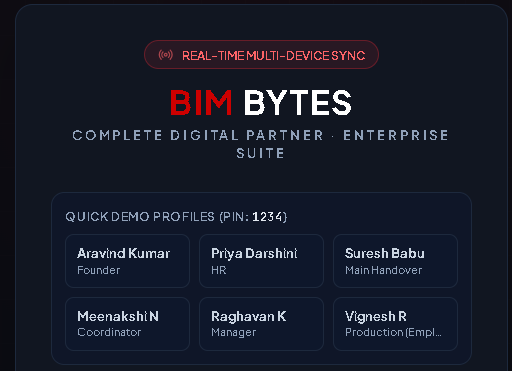 REAL-TIME MULTI-DEVICE SYNC
BIM BYTES
COMPLETE DIGITAL PARTNER · ENTERPRISE
SUITE
QUICK DEMO PROFILES (PIN: 1234)
Aravind Kumar
Founder
Priya Darshini
HR
Suresh Babu
Main Handover
Meenakshi N
Coordinator
Raghavan K
Manager
Vignesh R
Production (Empl...